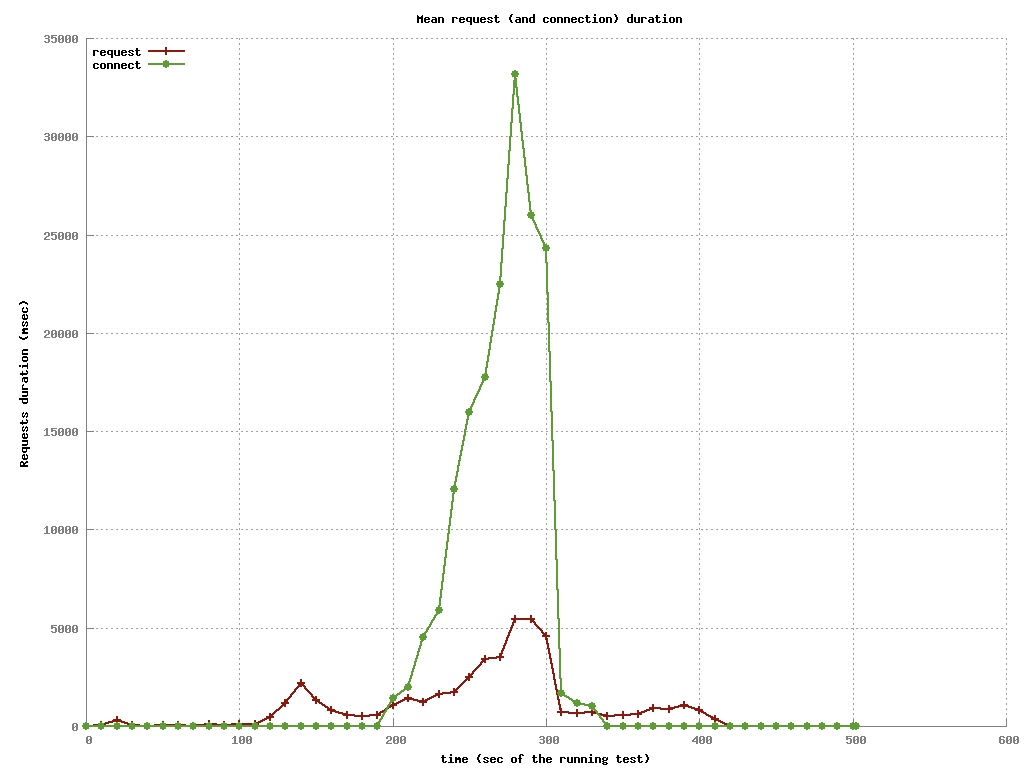 Mean request (and connection) duration
35000
request
connect
30000
25000
20000
15000
10000
5000
0
Requests duration (msec)
0 100 200 300 400 500 600
time (sec of the running test)